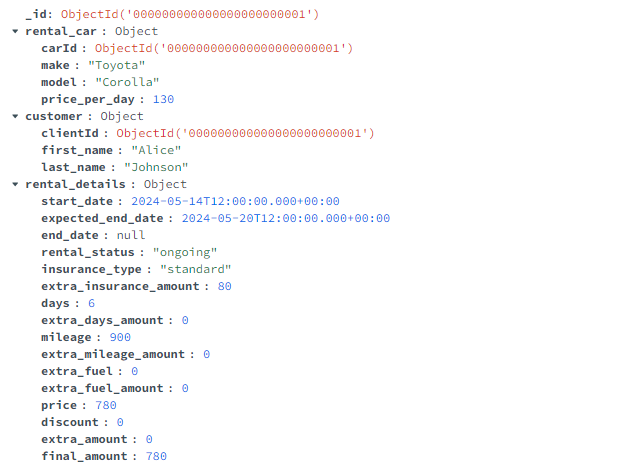 _id: ObjectId('000000000000000000000001')
rental_car : Object
carId : ObjectId('000000000000000000000001')
make : "Toyota"
model : "Corolla"
price_per_day : 130
customer : Object
clientId : ObjectId('000000000000000000000001')
first_name : "Alice"
last_name : "Johnson"
rental_details : Object
start_date : 2024-05-14T12:00:00.000+00:00
expected_end_date : 2024-05-20T12:00:00.000+00:00
end_date : null
rental_status : "ongoing"
insurance_type : "standard"
extra_insurance_amount : 80
days : 6
extra_days_amount : 0
mileage : 900
extra_mileage_amount : 0
extra_fuel : 0
extra_fuel_amount : 0
price : 780
discount : 0
extra_amount : 0
final_amount : 780